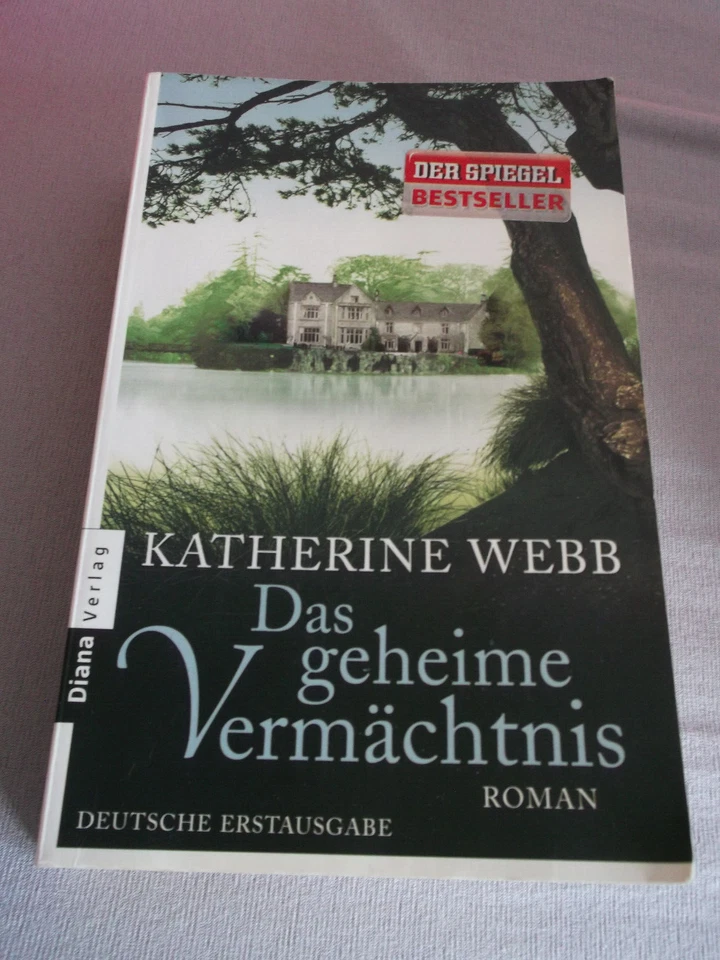 DER SPIEGEL
BESTSELLER
KATHERINE WEBB
Das
geheime
Vermächtnis
ROMAN
DEUTSCHE ERSTAUSGABE
Diana Verlag